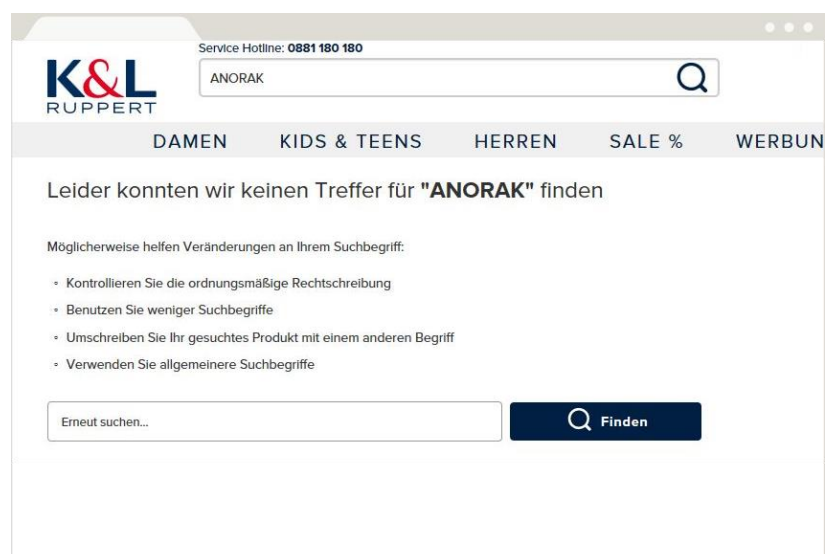 Service Hotline: 0881 180 180
K&L
RUPPERT
ANORAK
DAMEN KIDS & TEENS HERREN SALE % WERBUN
Leider konnten wir keinen Treffer für "ANORAK" finden
Möglicherweise helfen Veränderungen an Ihrem Suchbegriff:
◦ Kontrollieren Sie die ordnungsmäßige Rechtschreibung
◦ Benutzen Sie weniger Suchbegriffe
◦ Umschreiben Sie Ihr gesuchtes Produkt mit einem anderen Begriff
◦ Verwenden Sie allgemeinere Suchbegriffe
Erneut suchen... Finden